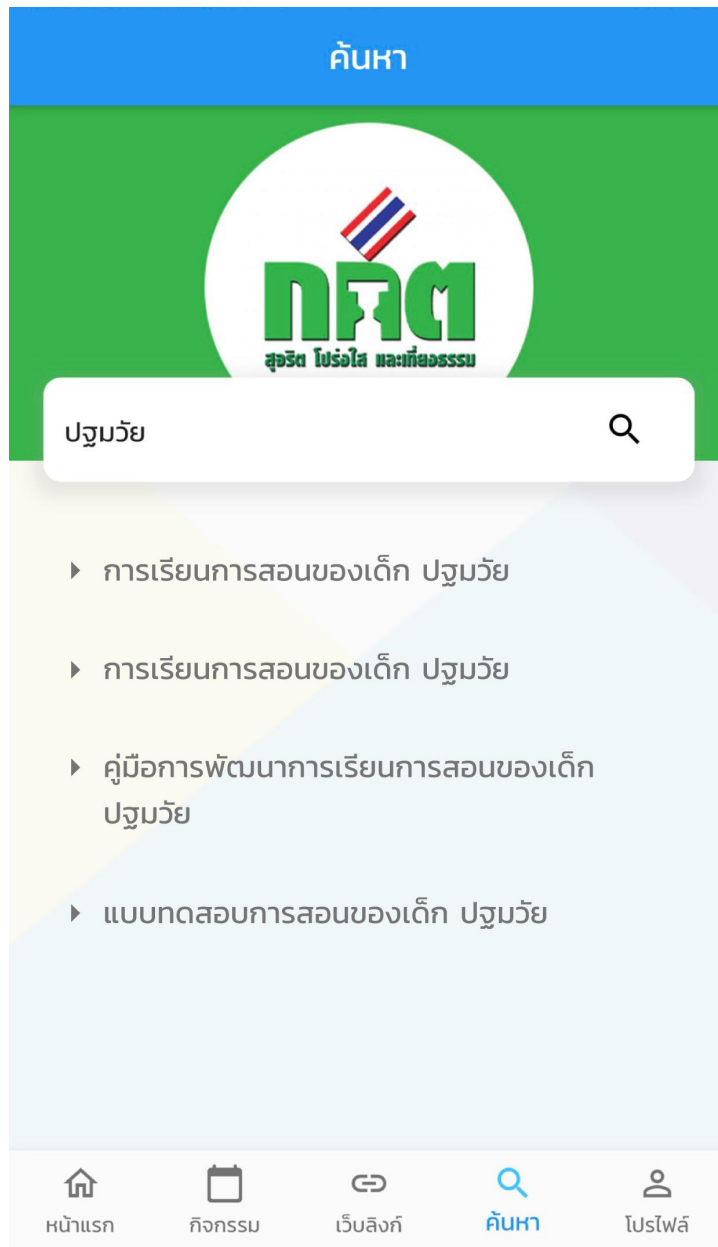 ค้นหา
กกต
สุจริต โปร่งใส และเที่ยงธรรม
ปฐมวัย
การเรียนการสอนของเด็ก ปฐมวัย
การเรียนการสอนของเด็ก ปฐมวัย
คู่มือการพัฒนาการเรียนการสอนของเด็ก
ปฐมวัย
แบบทดสอบการสอนของเด็ก ปฐมวัย
หน้าแรก กิจกรรม เว็บลิงก์ ค้นหา โปรไฟล์